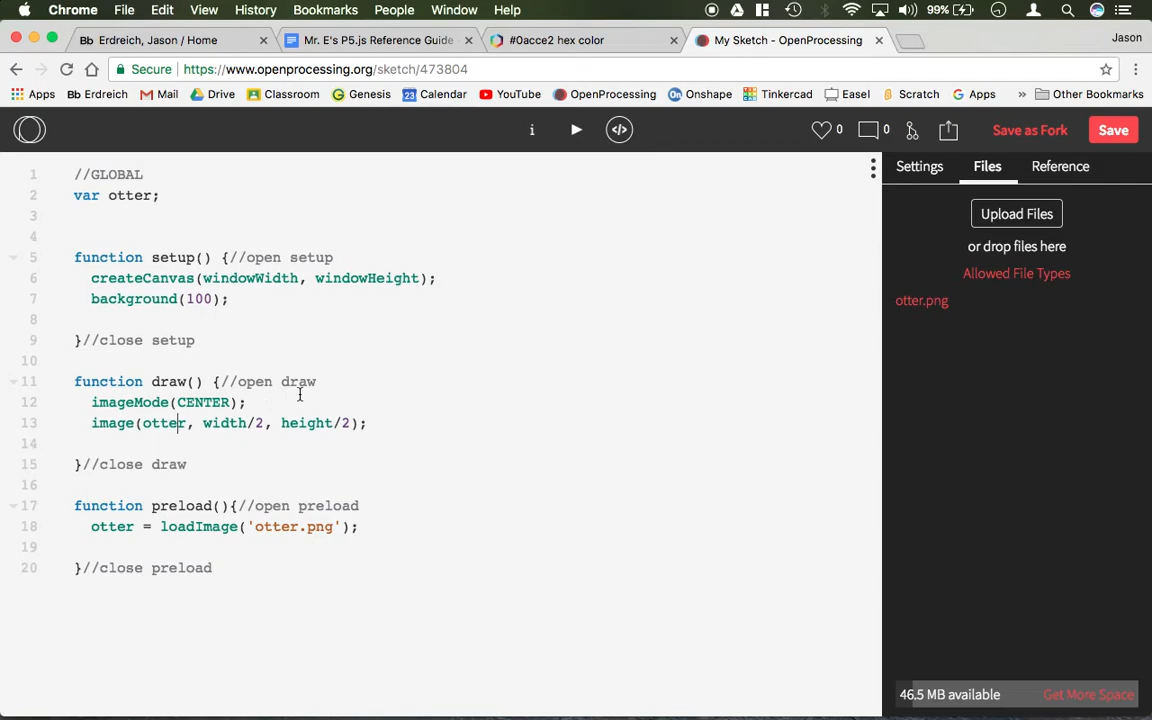 Chrome File Edit View History Bookmarks People Window Help 99%
Bb Erdreich, Jason / Home × Mr. E's P5.js Reference Guide - × #0acce2 hex color × My Sketch - OpenProcessing × Jason
Secure https://www.openprocessing.org/sketch/473804
Apps Bb Erdreich Mail Drive Classroom Genesis 23 Calendar YouTube OpenProcessing On Onshape Tinkercad Easel Scratch Apps » Other Bookmarks
i </> 0 0 Save as Fork Save
Settings Files Reference
1 //GLOBAL
2 var otter;
3
4
5 function setup() {//open setup
6 createCanvas(windowWidth, windowHeight);
7 background(100);
8
9 }//close setup
10
11 function draw() {//open draw
12 imageMode(CENTER);
13 image(otter, width/2, height/2);
14
15 }//close draw
16
17 function preload(){//open preload
18 otter = loadImage('otter.png');
19
20 }//close preload
Upload Files
or drop files here
Allowed File Types
otter.png
46.5 MB available Get More Space